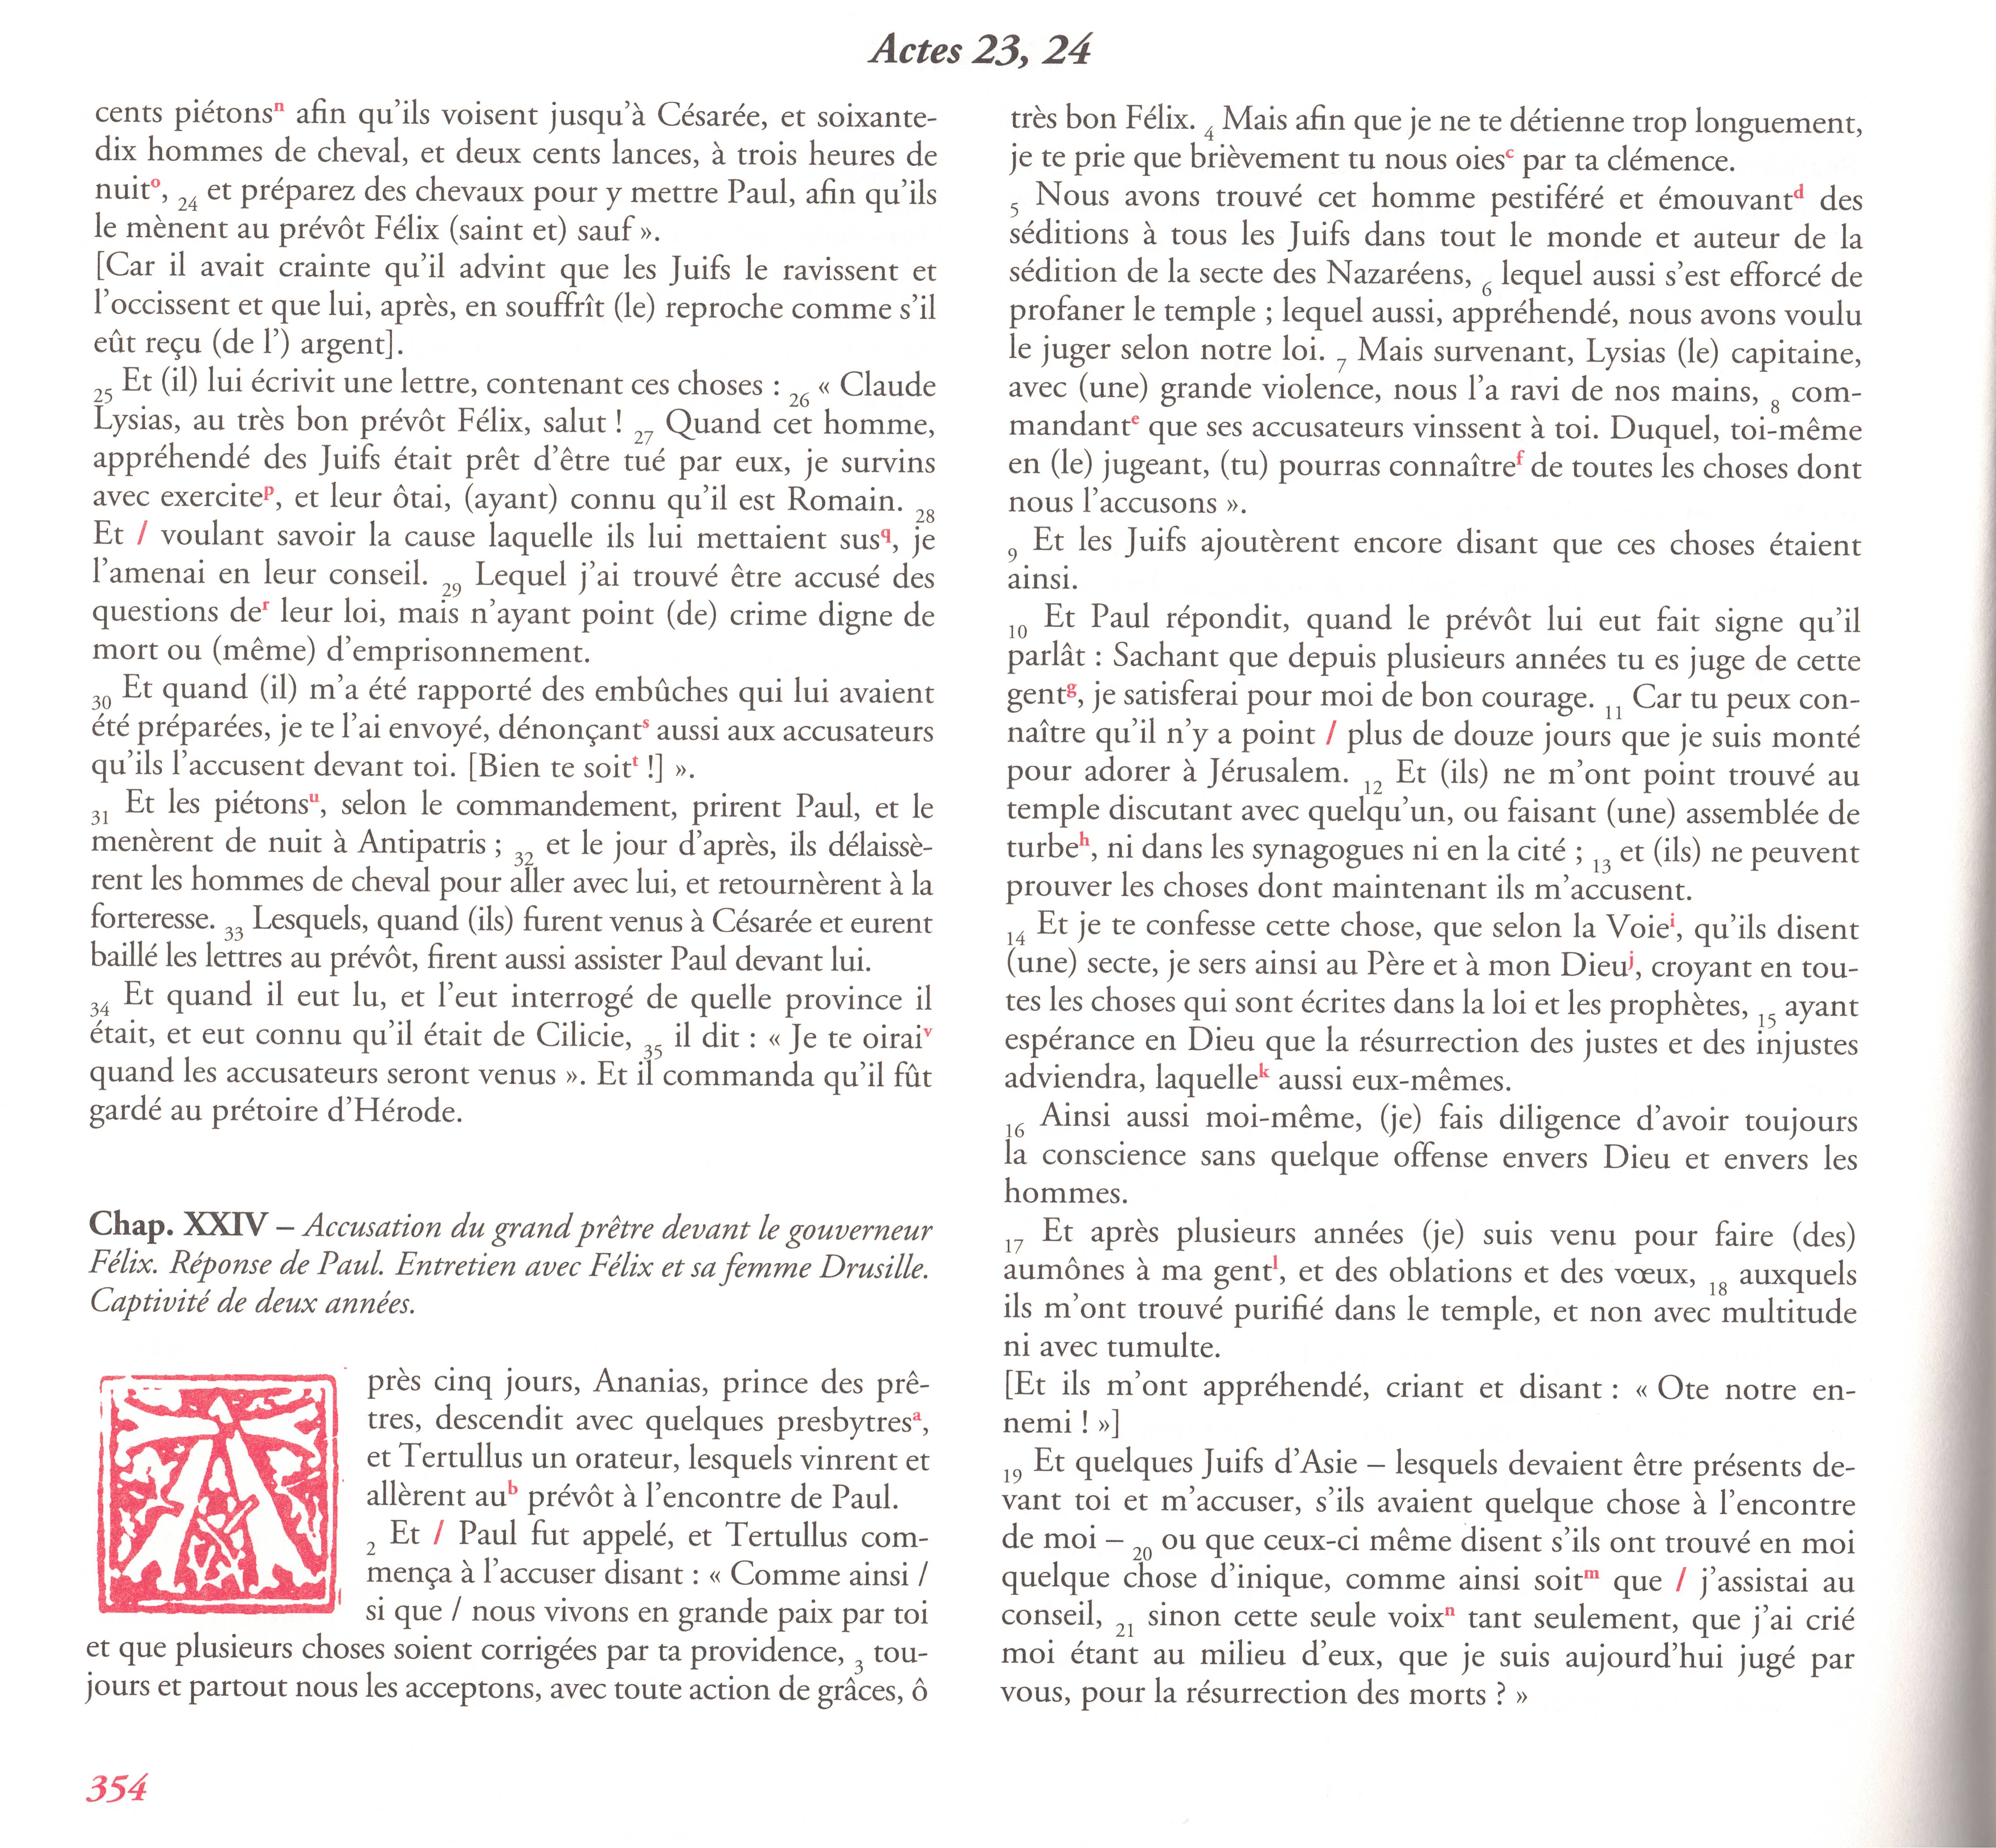 Actes 23, 24
cents piétonsⁿ afin qu'ils voisent jusqu'à Césarée, et soixante-
dix hommes de cheval, et deux cents lances, à trois heures de
nuitᵒ, 24 et préparez des chevaux pour y mettre Paul, afin qu'ils
le mènent au prévôt Félix (saint et) sauf ».
[Car il avait crainte qu'il advint que les Juifs le ravissent et
l'occissent et que lui, après, en souffrît (le) reproche comme s'il
eût reçu (de l') argent].
25 Et (il) lui écrivit une lettre, contenant ces choses : 26 « Claude
Lysias, au très bon prévôt Félix, salut ! 27 Quand cet homme,
appréhendé des Juifs était prêt d'être tué par eux, je survins
avec exerciteᵖ, et leur ôtai, (ayant) connu qu'il est Romain. 28
Et / voulant savoir la cause laquelle ils lui mettaient sus^q, je
l'amenai en leur conseil. 29 Lequel j'ai trouvé être accusé des
questions deʳ leur loi, mais n'ayant point (de) crime digne de
mort ou (même) d'emprisonnement.
30 Et quand (il) m'a été rapporté des embûches qui lui avaient
été préparées, je te l'ai envoyé, dénonçantˢ aussi aux accusateurs
qu'ils l'accusent devant toi. [Bien te soitᵗ !] ».
31 Et les piétonsᵘ, selon le commandement, prirent Paul, et le
menèrent de nuit à Antipatris ; 32 et le jour d'après, ils délaissè-
rent les hommes de cheval pour aller avec lui, et retournèrent à la
forteresse. 33 Lesquels, quand (ils) furent venus à Césarée et eurent
baillé les lettres au prévôt, firent aussi assister Paul devant lui.
34 Et quand il eut lu, et l'eut interrogé de quelle province il
était, et eut connu qu'il était de Cilicie, 35 il dit : « Je te oiraiᵛ
quand les accusateurs seront venus ». Et il commanda qu'il fût
gardé au prétoire d'Hérode.
Chap. XXIV – Accusation du grand prêtre devant le gouverneur
Félix. Réponse de Paul. Entretien avec Félix et sa femme Drusille.
Captivité de deux années.
Après cinq jours, Ananias, prince des prê-
tres, descendit avec quelques presbytresᵃ,
et Tertullus un orateur, lesquels vinrent et
allèrent auᵇ prévôt à l'encontre de Paul.
2 Et / Paul fut appelé, et Tertullus com-
mença à l'accuser disant : « Comme ainsi /
si que / nous vivons en grande paix par toi
et que plusieurs choses soient corrigées par ta providence, 3 tou-
jours et partout nous les acceptons, avec toute action de grâces, ô
354
très bon Félix. 4 Mais afin que je ne te détienne trop longuement,
je te prie que brièvement tu nous oiesᶜ par ta clémence.
5 Nous avons trouvé cet homme pestiféré et émouvantᵈ des
séditions à tous les Juifs dans tout le monde et auteur de la
sédition de la secte des Nazaréens, 6 lequel aussi s'est efforcé de
profaner le temple ; lequel aussi, appréhendé, nous avons voulu
le juger selon notre loi. 7 Mais survenant, Lysias (le) capitaine,
avec (une) grande violence, nous l'a ravi de nos mains, 8 com-
mandantᵉ que ses accusateurs vinssent à toi. Duquel, toi-même
en (le) jugeant, (tu) pourras connaîtreᶠ de toutes les choses dont
nous l'accusons ».
9 Et les Juifs ajoutèrent encore disant que ces choses étaient
ainsi.
10 Et Paul répondit, quand le prévôt lui eut fait signe qu'il
parlât : Sachant que depuis plusieurs années tu es juge de cette
gentᵍ, je satisferai pour moi de bon courage. 11 Car tu peux con-
naître qu'il n'y a point / plus de douze jours que je suis monté
pour adorer à Jérusalem. 12 Et (ils) ne m'ont point trouvé au
temple discutant avec quelqu'un, ou faisant (une) assemblée de
turbeʰ, ni dans les synagogues ni en la cité ; 13 et (ils) ne peuvent
prouver les choses dont maintenant ils m'accusent.
14 Et je te confesse cette chose, que selon la Voieⁱ, qu'ils disent
(une) secte, je sers ainsi au Père et à mon Dieuʲ, croyant en tou-
tes les choses qui sont écrites dans la loi et les prophètes, 15 ayant
espérance en Dieu que la résurrection des justes et des injustes
adviendra, laquelleᵏ aussi eux-mêmes.
16 Ainsi aussi moi-même, (je) fais diligence d'avoir toujours
la conscience sans quelque offense envers Dieu et envers les
hommes.
17 Et après plusieurs années (je) suis venu pour faire (des)
aumônes à ma gentˡ, et des oblations et des vœux, 18 auxquels
ils m'ont trouvé purifié dans le temple, et non avec multitude
ni avec tumulte.
[Et ils m'ont appréhendé, criant et disant : « Ote notre en-
nemi ! »]
19 Et quelques Juifs d'Asie – lesquels devaient être présents de-
vant toi et m'accuser, s'ils avaient quelque chose à l'encontre
de moi – 20 ou que ceux-ci même disent s'ils ont trouvé en moi
quelque chose d'inique, comme ainsi soitᵐ que / j'assistai au
conseil, 21 sinon cette seule voixⁿ tant seulement, que j'ai crié
moi étant au milieu d'eux, que je suis aujourd'hui jugé par
vous, pour la résurrection des morts ? »